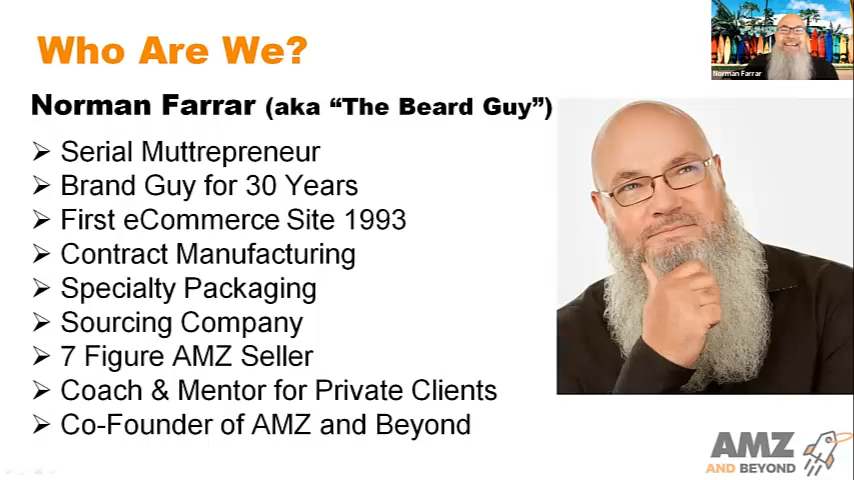 Who Are We?
Norman Farrar
Norman Farrar (aka “The Beard Guy”)
➢ Serial Muttrepreneur
➢ Brand Guy for 30 Years
➢ First eCommerce Site 1993
➢ Contract Manufacturing
➢ Specialty Packaging
➢ Sourcing Company
➢ 7 Figure AMZ Seller
➢ Coach & Mentor for Private Clients
➢ Co-Founder of AMZ and Beyond
AMZ
AND BEYOND